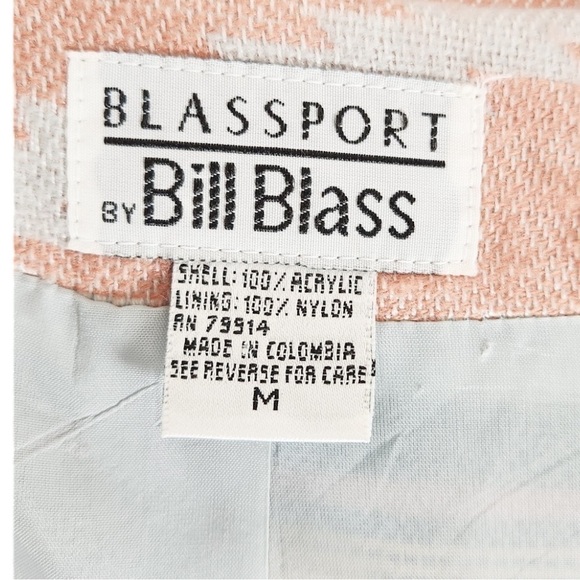 BLASSPORT
BY Bill Blass
SHELL: 100% ACRYLIC
LINING: 100% NYLON
RN 79914
MADE IN COLOMBIA
SEE REVERSE FOR CARE
M